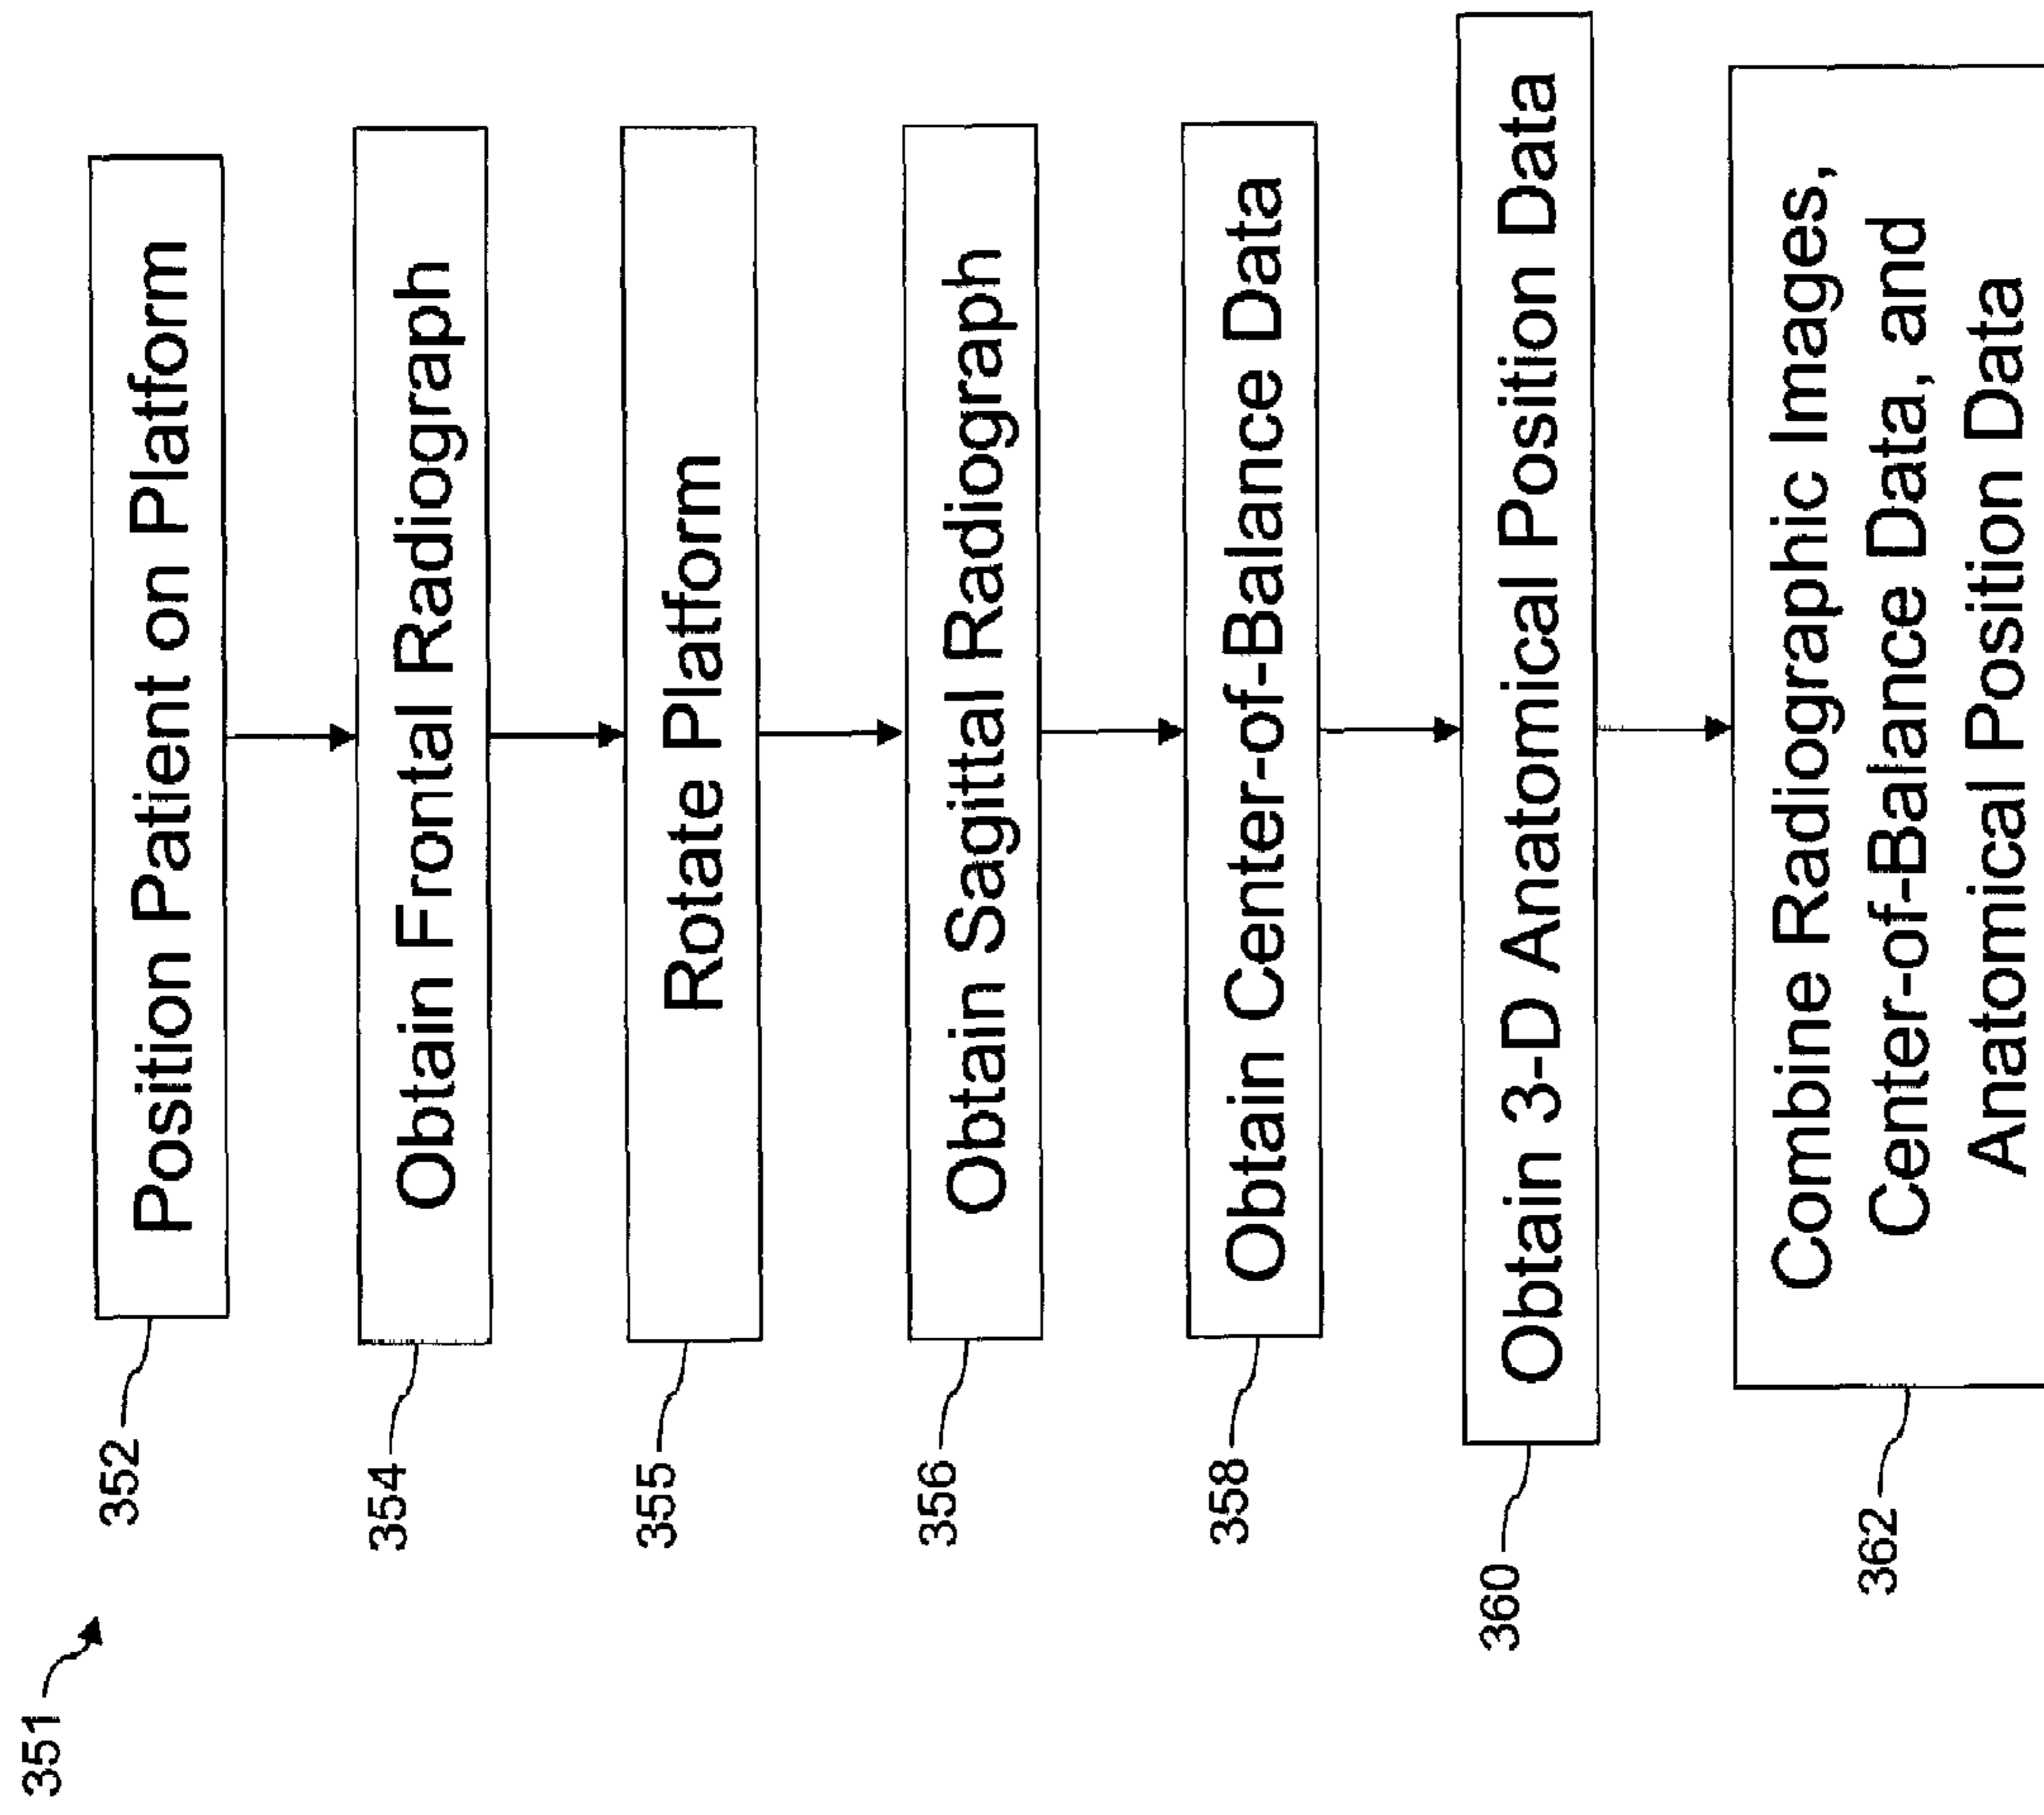 351
352
Position Patient on Platform
354
Obtain Frontal Radiograph
355
Rotate Platform
356
Obtain Sagittal Radiograph
358
Obtain Center-of-Balance Data
360
Obtain 3-D Anatomical Position Data
362
Combine Radiographic Images,
Center-of-Balance Data, and
Anatomical Position Data